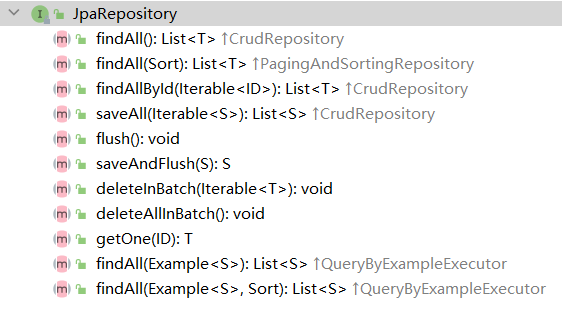 JpaRepository
findAll(): List<T> ↑CrudRepository
findAll(Sort): List<T> ↑PagingAndSortingRepository
findAllById(Iterable<ID>): List<T> ↑CrudRepository
saveAll(Iterable<S>): List<S> ↑CrudRepository
flush(): void
saveAndFlush(S): S
deleteInBatch(Iterable<T>): void
deleteAllInBatch(): void
getOne(ID): T
findAll(Example<S>): List<S> ↑QueryByExampleExecutor
findAll(Example<S>, Sort): List<S> ↑QueryByExampleExecutor